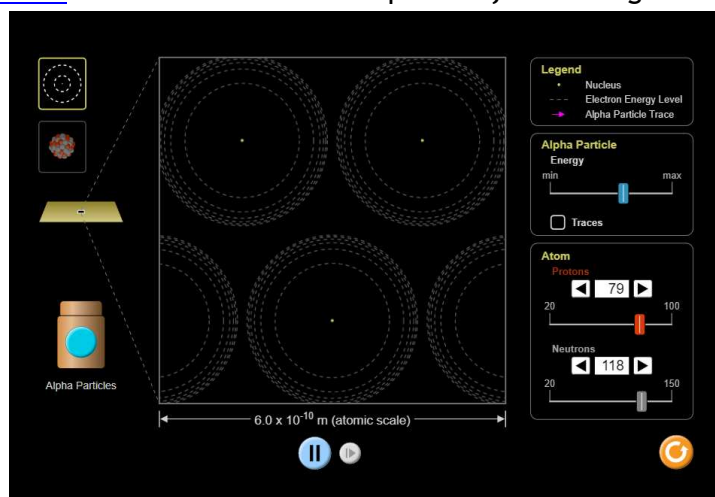 Legend
Nucleus
Electron Energy Level
Alpha Particle Trace
Alpha Particle
Energy
min max
Traces
Atom
Protons
79
20 100
Neutrons
118
20 150
Alpha Particles
6.0 x 10⁻¹⁰ m (atomic scale)